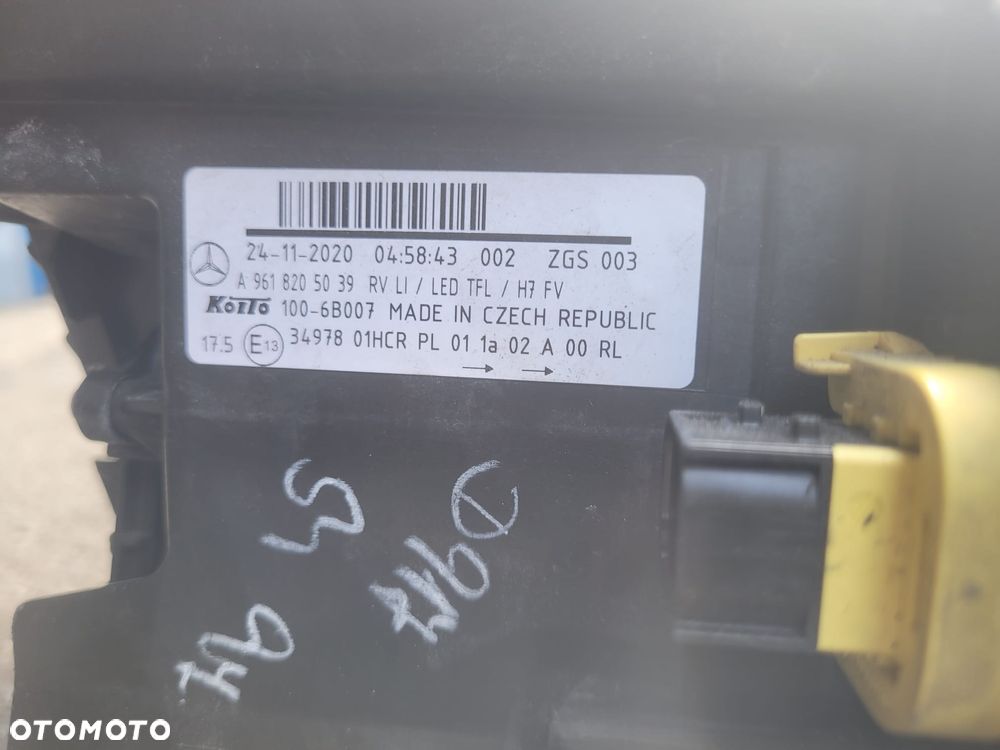 24-11-2020 04:58:43 002 ZGS 003
A 961 820 50 39 RV LI / LED TFL / H7 FV
KOITO 100-6B007 MADE IN CZECH REPUBLIC
17.5 E13 34978 01HCR PL 01 1a 02 A 00 RL
→ →
OTOMOTO